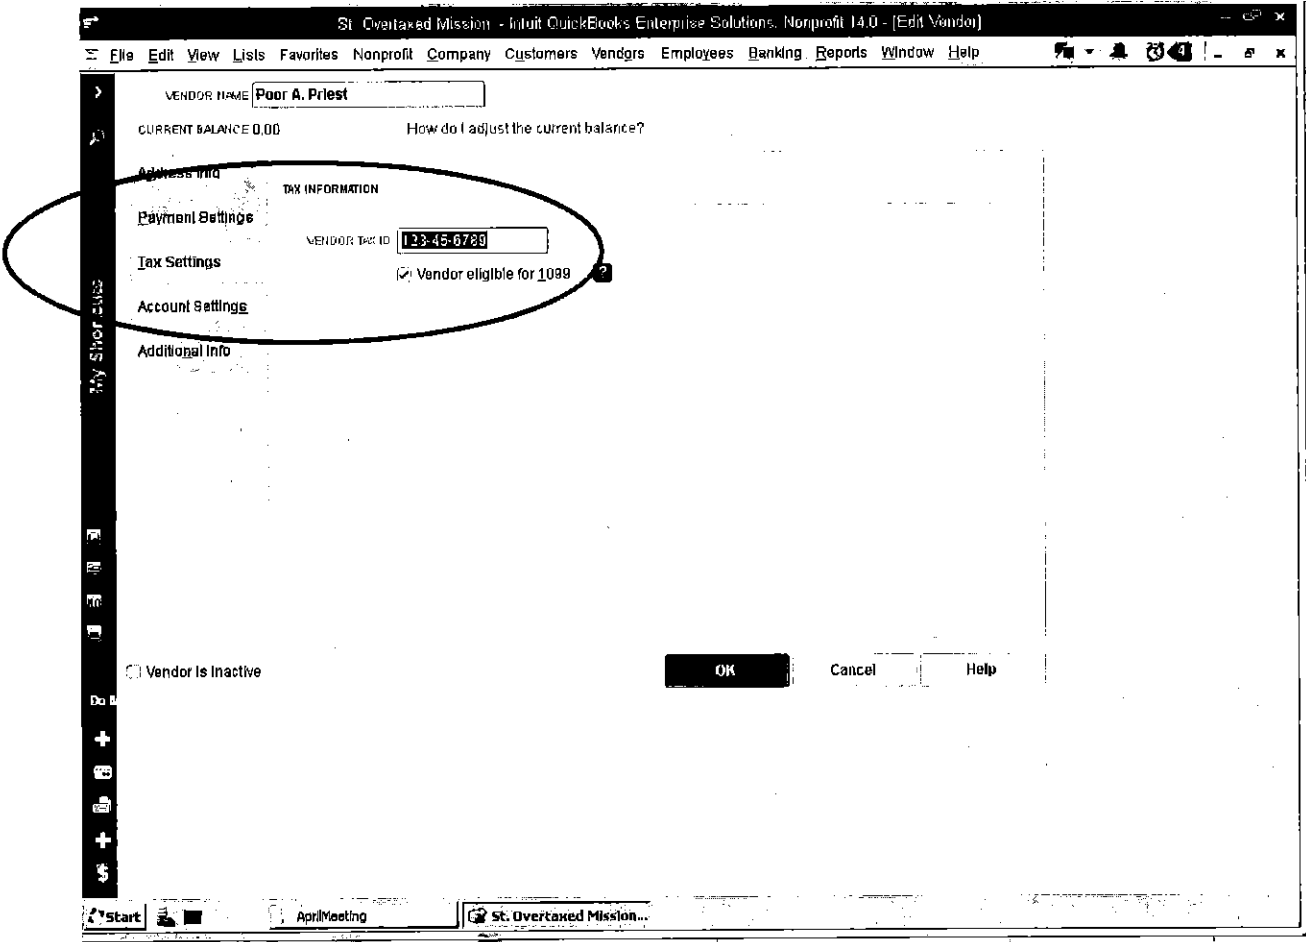 St. Overtaxed Mission - Intuit QuickBooks Enterprise Solutions: Nonprofit 14.0 - [Edit Vendor]
File Edit View Lists Favorites Nonprofit Company Customers Vendors Employees Banking Reports Window Help 4
VENDOR NAME Poor A. Priest
CURRENT BALANCE 0.00 How do I adjust the current balance?
Address Info
TAX INFORMATION
Payment Settings
VENDOR TAX ID 123-45-6789
Tax Settings
Vendor eligible for 1099 ?
Account Settings
My Shortcuts
Additional Info
Vendor is inactive
OK Cancel Help
Do
Start AprilMeeting St. Overtaxed Mission...